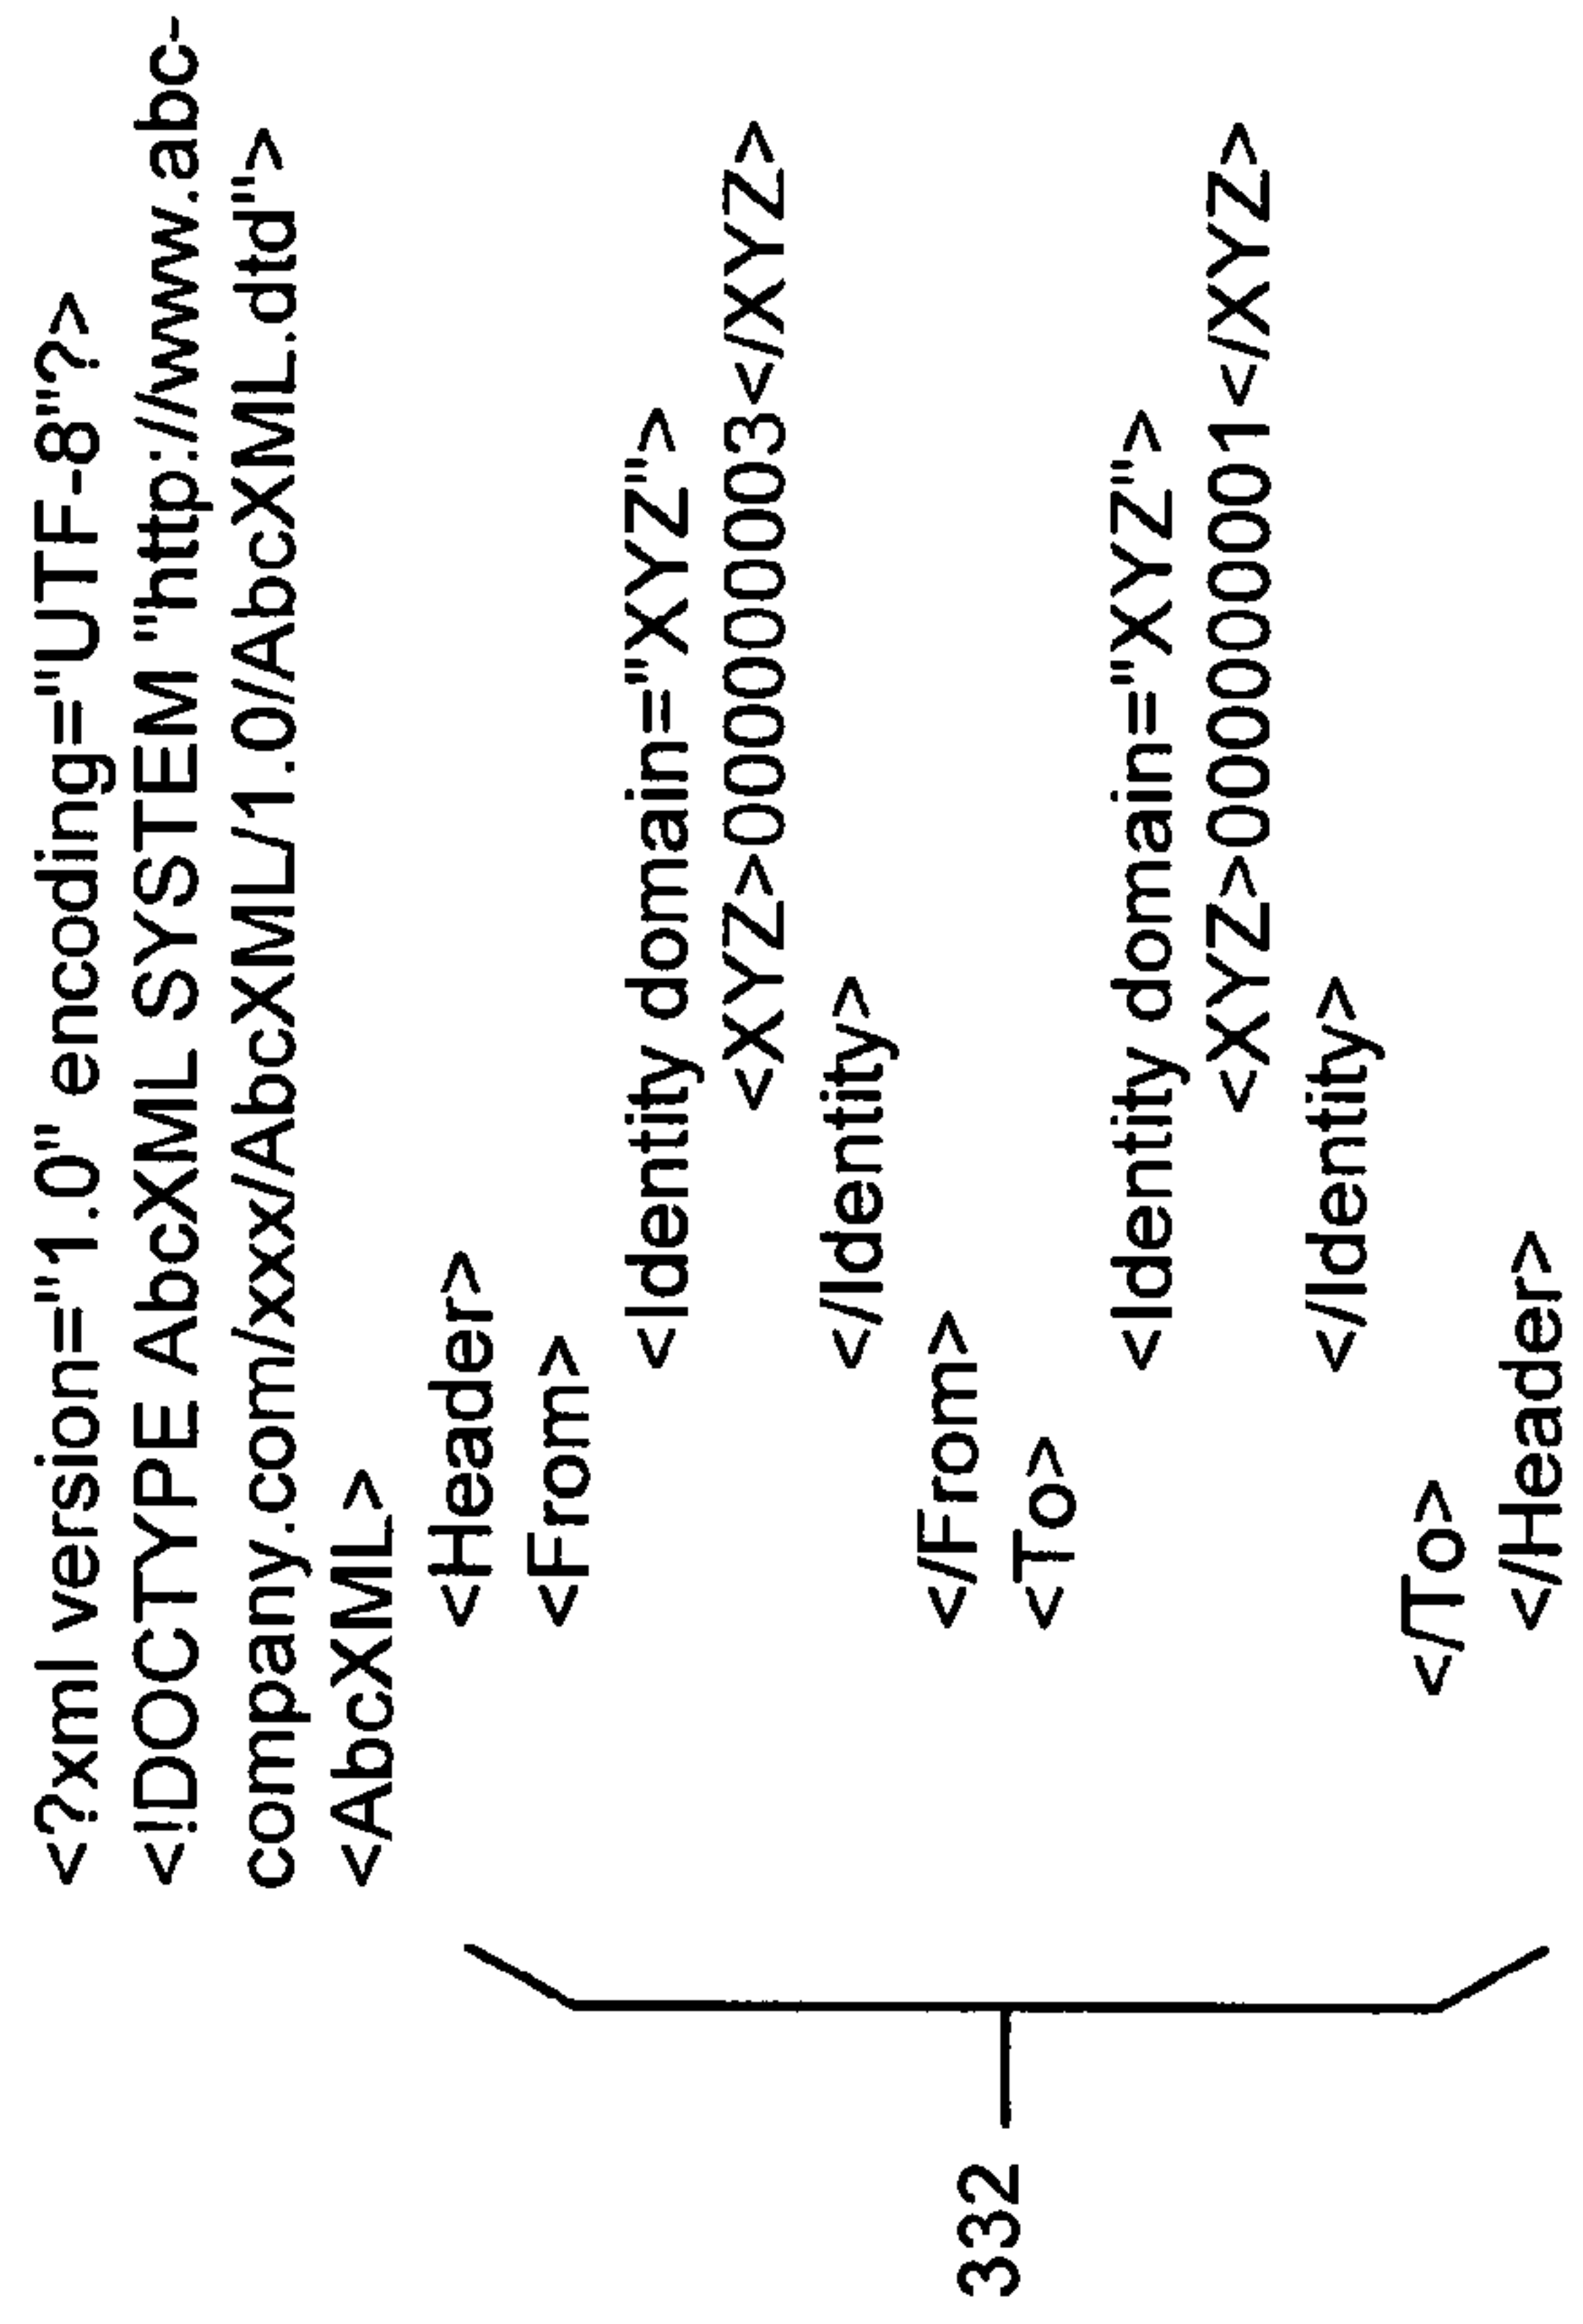 <?xml version="1.0" encoding="UTF-8"?>
<!DOCTYPE AbcXML SYSTEM "http://www.abc-
company.com/xxx/AbcXML/1.0/AbcXML.dtd">
<AbcXML>
<Header>
<From>
<Identity domain="XYZ">
<XYZ>000000003</XYZ>
</Identity>
</From>
332
<To>
<Identity domain="XYZ">
<XYZ>000000001</XYZ>
</Identity>
</To>
</Header>